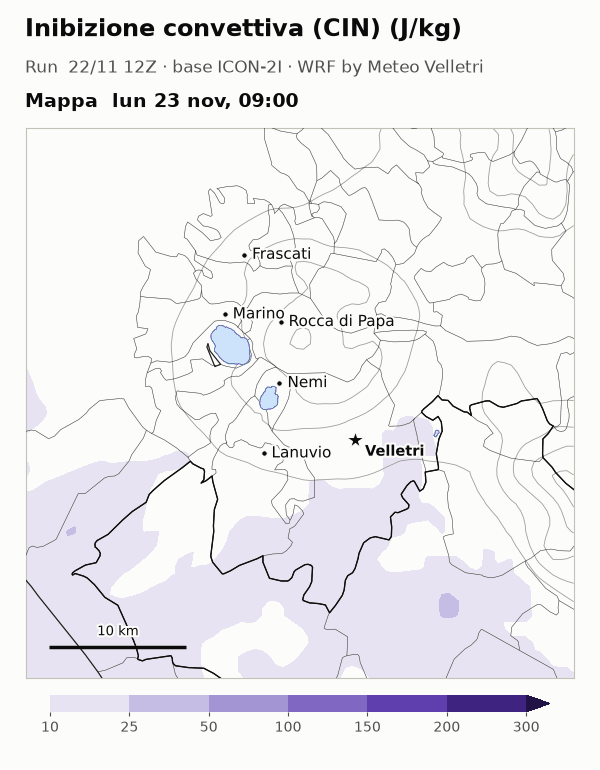 Inibizione convettiva (CIN) (J/kg)
Run  22/11 12Z · base ICON-2I · WRF by Meteo Velletri
Mappa  lun 23 nov, 09:00
Frascati
Marino
Rocca di Papa
Nemi
Velletri
Lanuvio
10 km
10 25 50 100 150 200 300